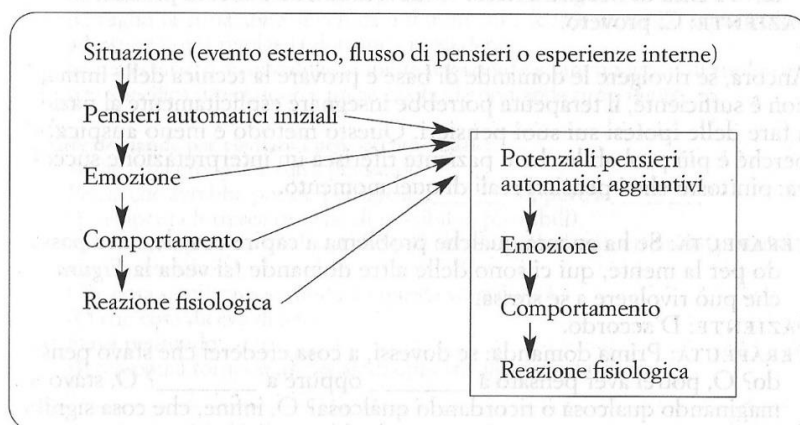 Situazione (evento esterno, flusso di pensieri o esperienze interne)
Pensieri automatici iniziali
Emozione
Comportamento
Reazione fisiologica
Potenziali pensieri
automatici aggiuntivi
Emozione
Comportamento
Reazione fisiologica